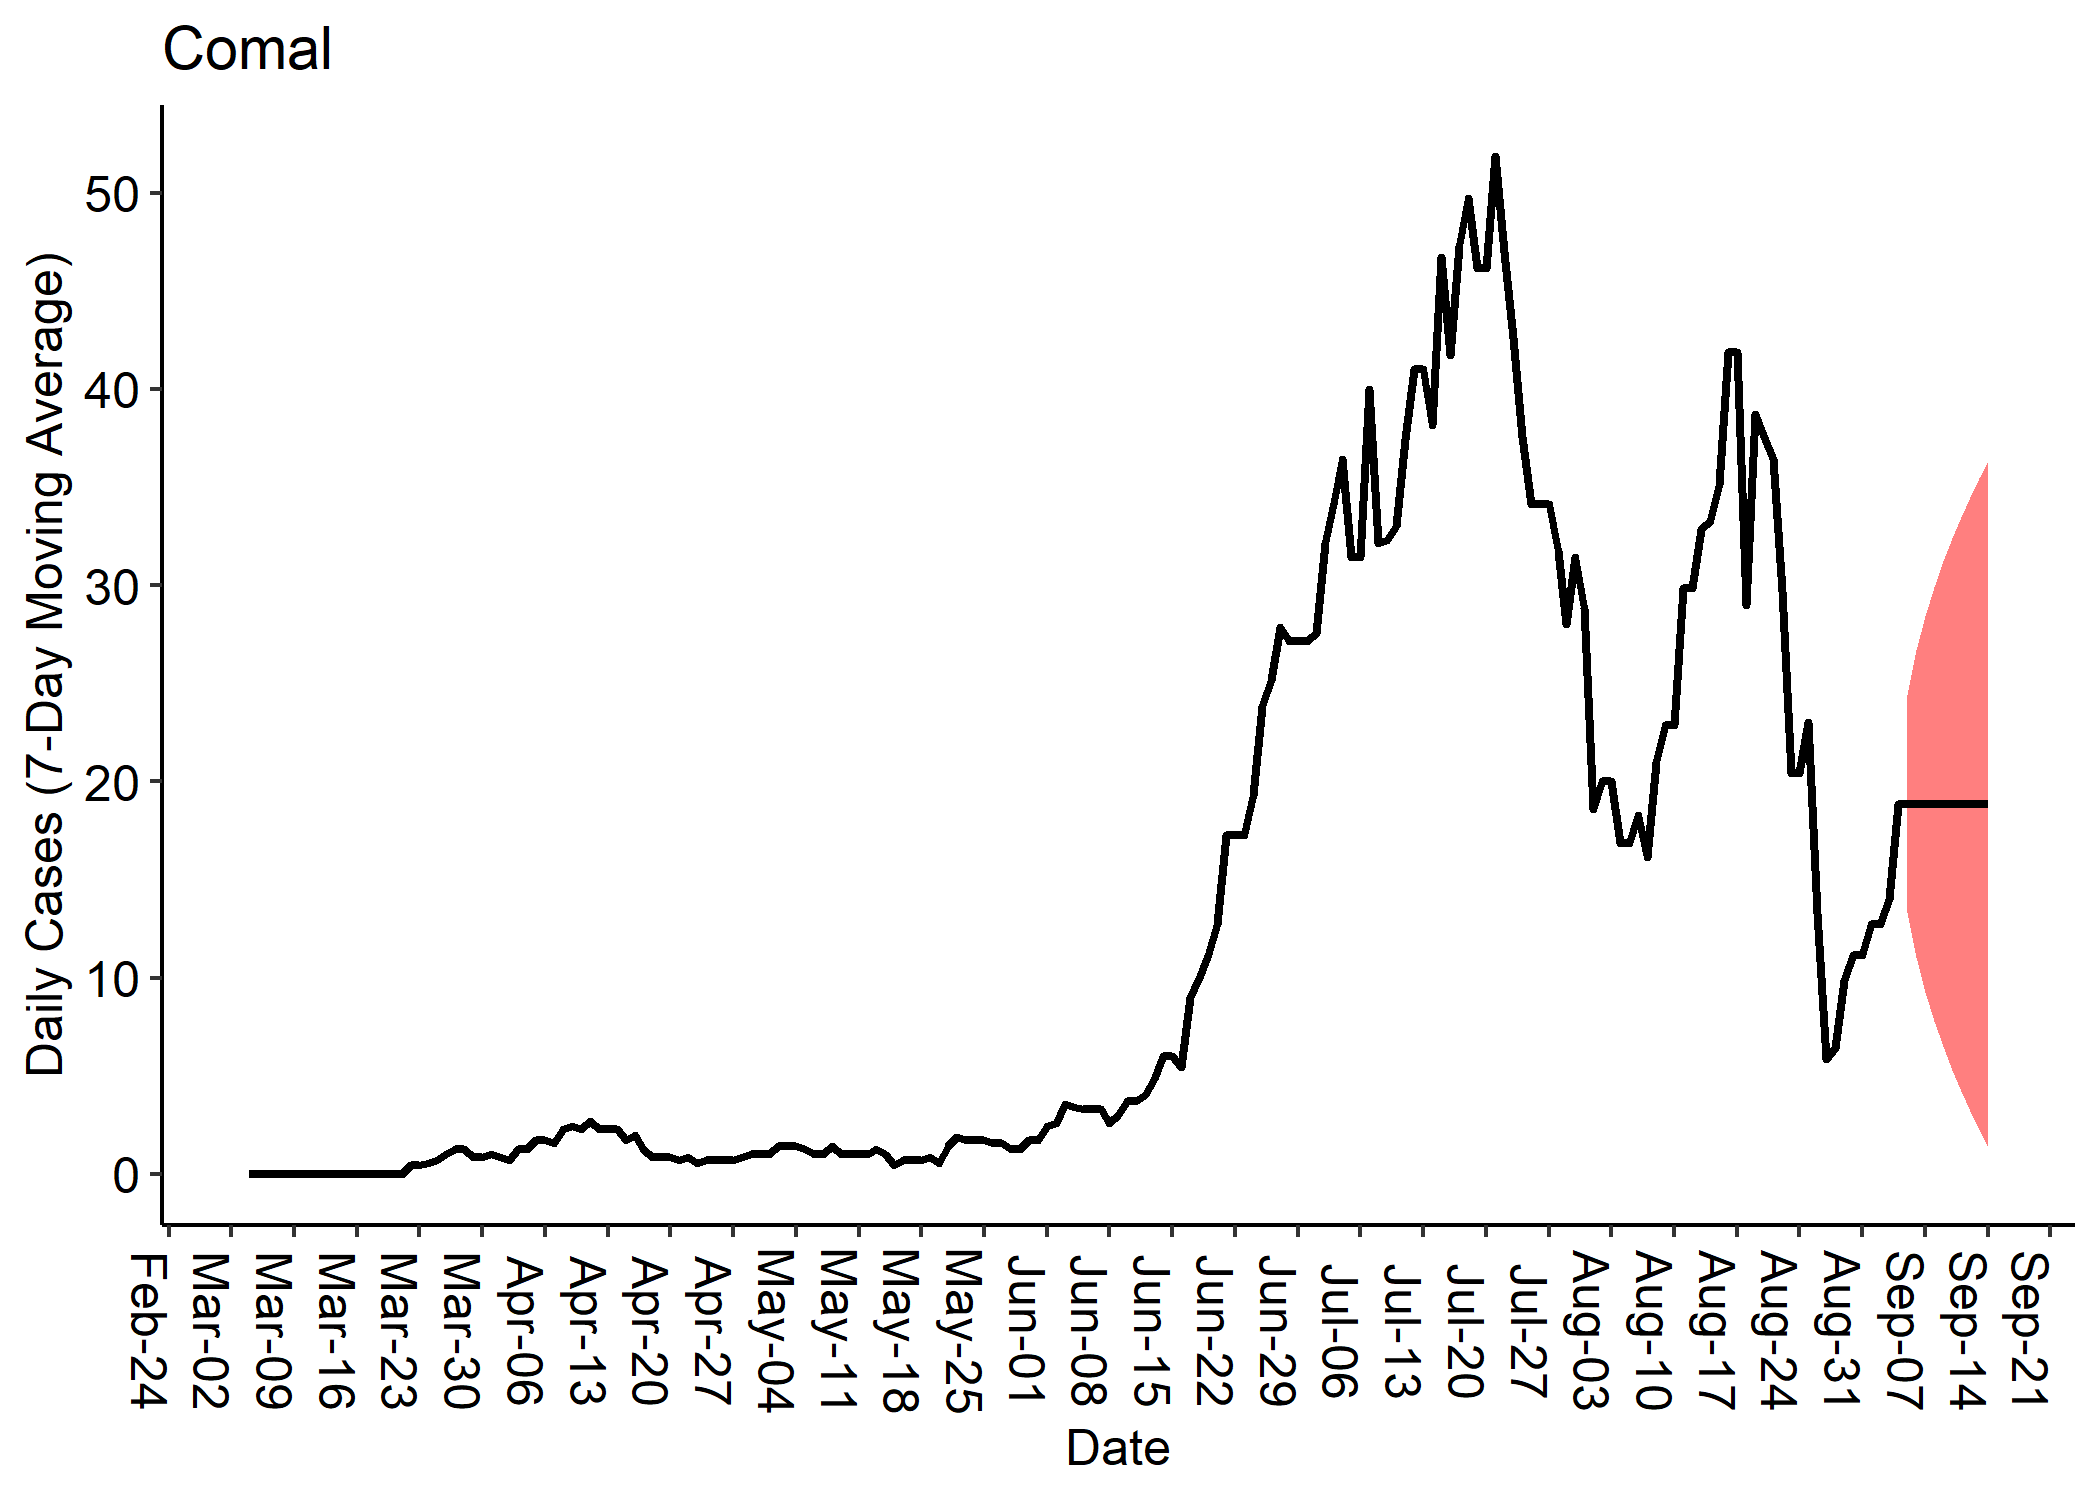 Comal
Daily Cases (7-Day Moving Average)
50
40
30
20
10
0
Feb-24
Mar-02
Mar-09
Mar-16
Mar-23
Mar-30
Apr-06
Apr-13
Apr-20
Apr-27
May-04
May-11
May-18
May-25
Jun-01
Jun-08
Jun-15
Jun-22
Jun-29
Jul-06
Jul-13
Jul-20
Jul-27
Aug-03
Aug-10
Aug-17
Aug-24
Aug-31
Sep-07
Sep-14
Sep-21
Date